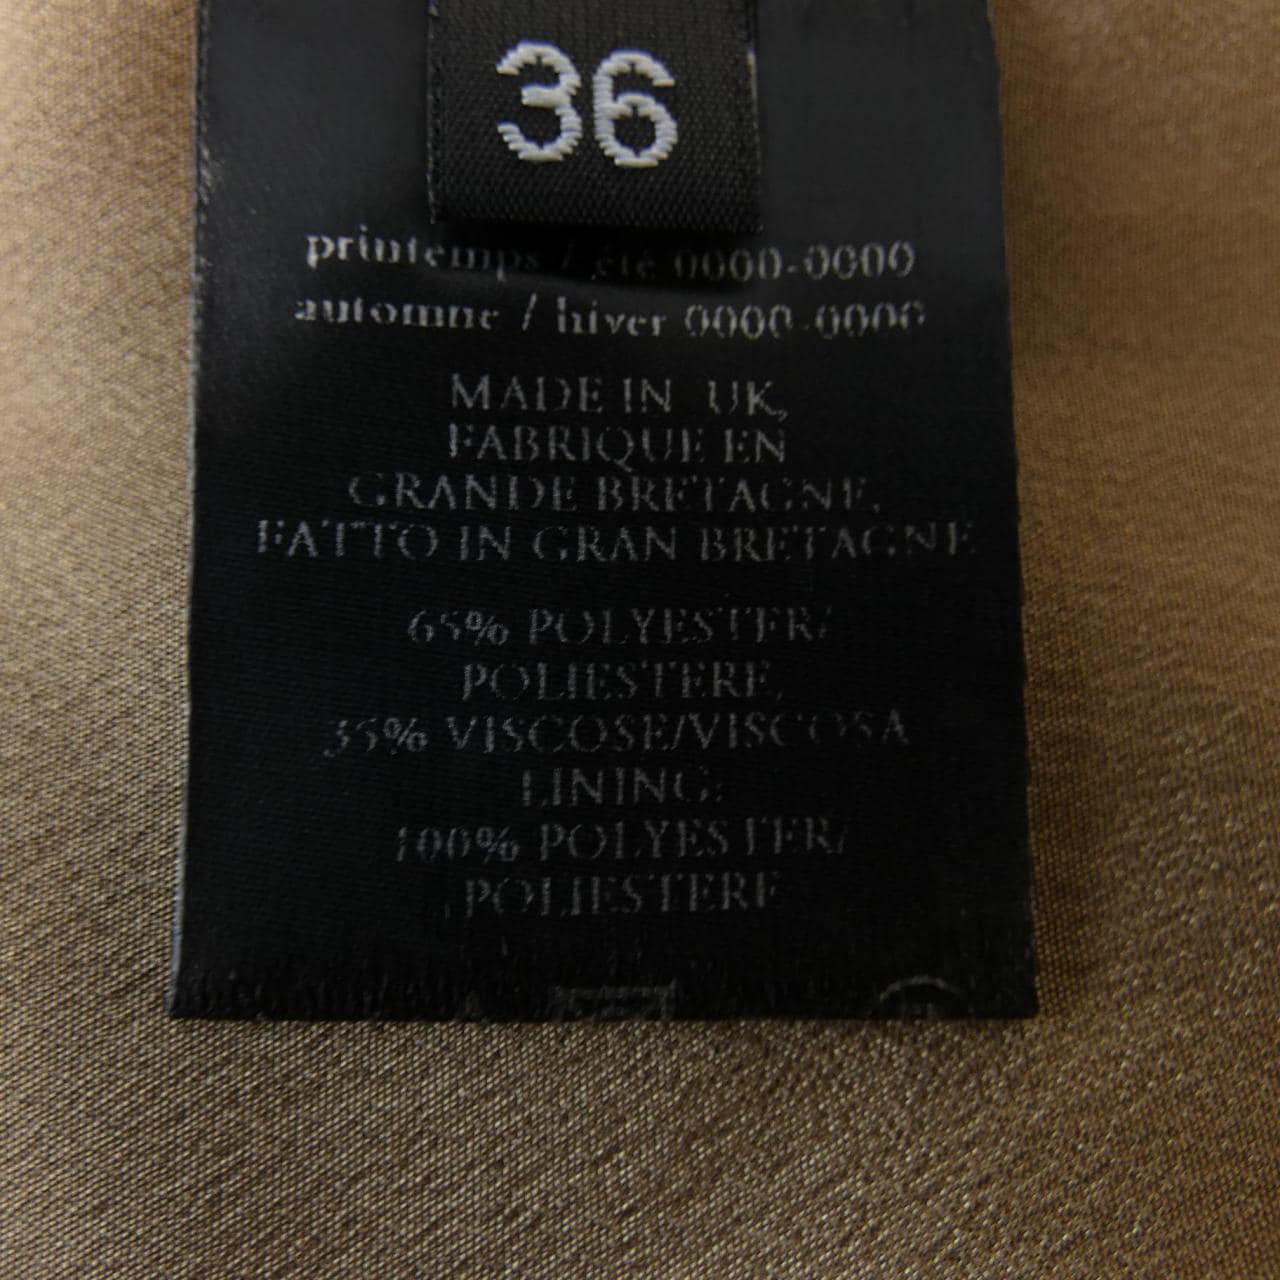 36
printemps / été 0000-0000
automne / hiver 0000-0000
MADE IN UK,
FABRIQUE EN
GRANDE BRETAGNE,
FATTO IN GRAN BRETAGNE
65% POLYESTER/
POLIESTERE,
35% VISCOSE/VISCOSA
LINING:
100% POLYESTER/
POLIESTERE